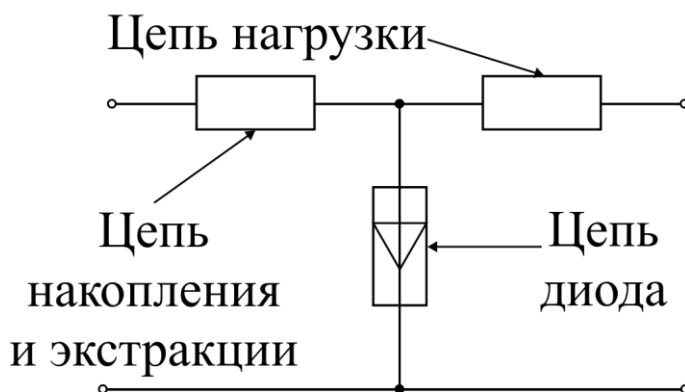 Цепь нагрузки
Цепь
накопления
и экстракции
Цепь
диода